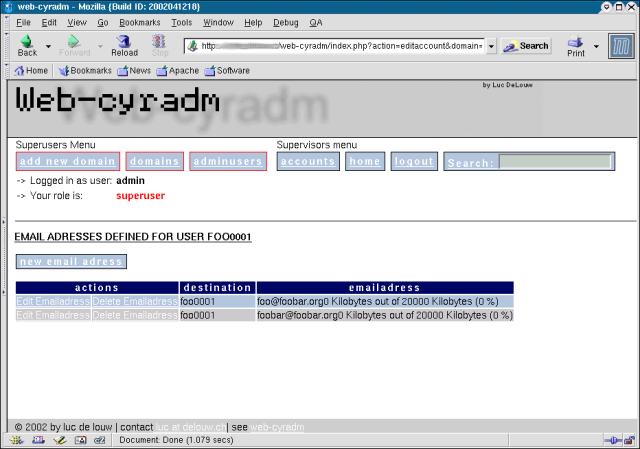 web-cyradm - Mozilla {Build ID: 2002041218}
File Edit View Go Bookmarks Tools Window Help Debug QA
Back Forward Reload Stop http: /web-cyradm/index.php?action=editaccount&domain= Search Print
Home Bookmarks News Apache Software
by Luc DeLouw
Web-cyradm
Superusers Menu Supervisors menu
add new domain domains adminusers accounts home logout Search:
-> Logged in as user: admin
-> Your role is: superuser
EMAIL ADRESSES DEFINED FOR USER FOO0001
new email adress
actions destination emailadress
Edit Emailadress Delete Emailadress foo0001 foo@foobar.org0 Kilobytes out of 20000 Kilobytes (0 %)
Edit Emailadress Delete Emailadress foo0001 foobar@foobar.org0 Kilobytes out of 20000 Kilobytes (0 %)
© 2002 by luc de louw | contact luc at delouw.ch | see web-cyradm
Document: Done (1.079 secs)